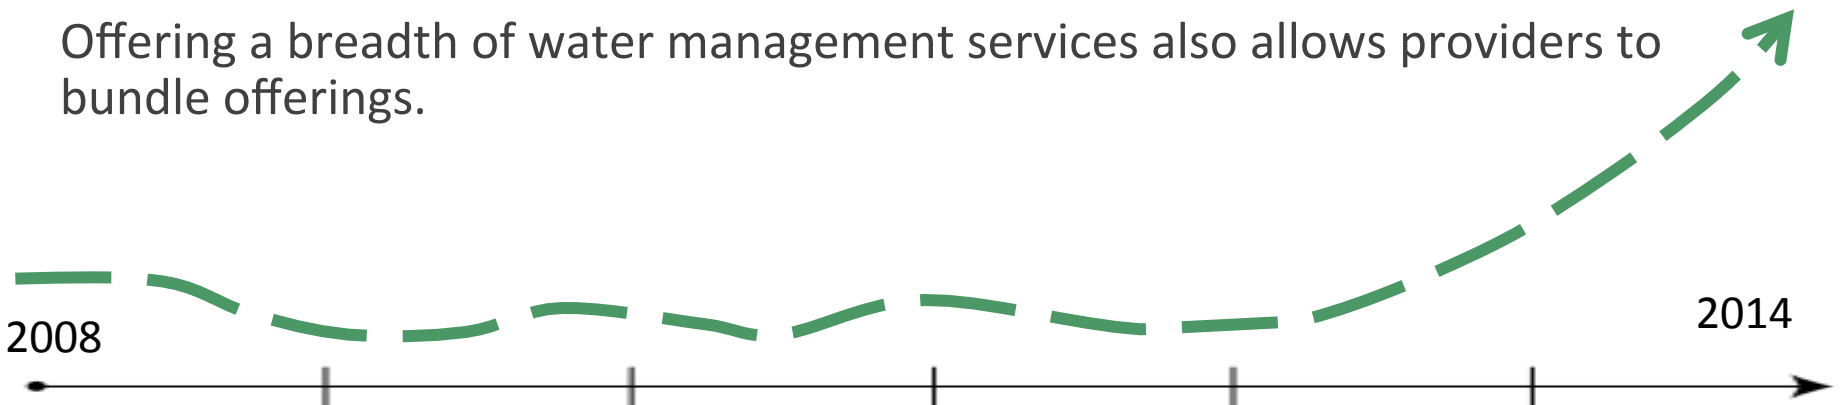 Offering a breadth of water management services also allows providers to
bundle offerings.
2008
2014